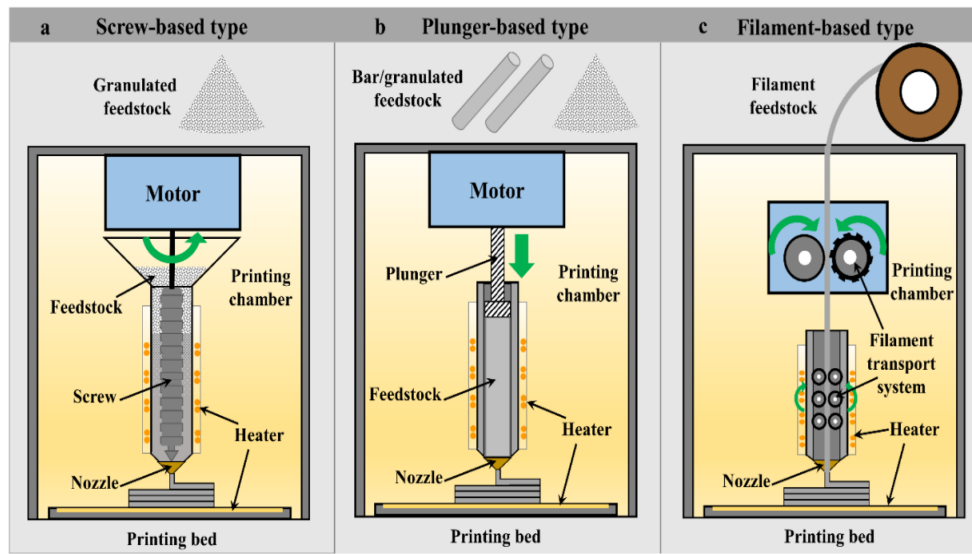 a Screw-based type
Granulated
feedstock
Motor
Feedstock
Printing
chamber
Screw
Heater
Nozzle
Printing bed
b Plunger-based type
Bar/granulated
feedstock
Motor
Plunger
Printing
chamber
Feedstock
Heater
Nozzle
Printing bed
c Filament-based type
Filament
feedstock
Printing
chamber
Filament
transport
system
Heater
Nozzle
Printing bed